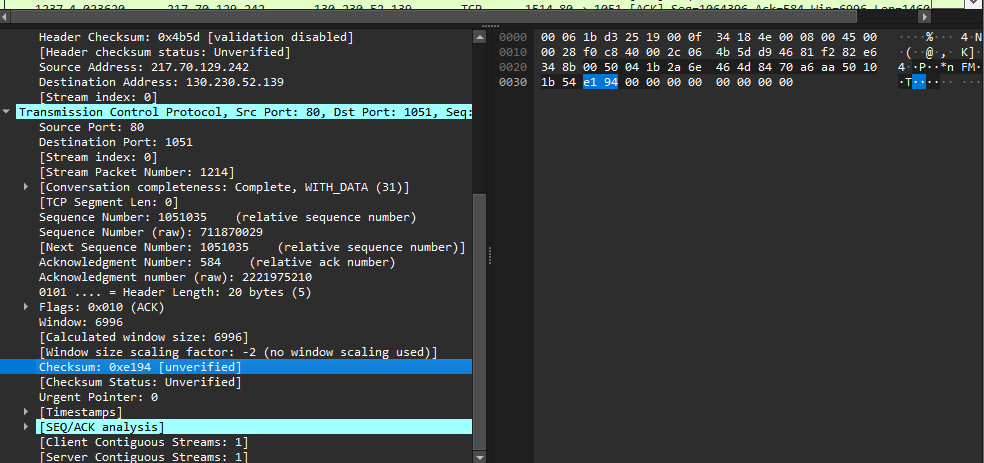 1237 4.023620 217.70.129.242 130.230.52.139 TCP 1514 80 → 1051 [ACK] Seq=1064396 Ack=584 Win=6996 Len=1460
Header Checksum: 0x4b5d [validation disabled]
[Header checksum status: Unverified]
Source Address: 217.70.129.242
Destination Address: 130.230.52.139
[Stream index: 0]
Transmission Control Protocol, Src Port: 80, Dst Port: 1051, Seq:
Source Port: 80
Destination Port: 1051
[Stream index: 0]
[Stream Packet Number: 1214]
[Conversation completeness: Complete, WITH_DATA (31)]
[TCP Segment Len: 0]
Sequence Number: 1051035    (relative sequence number)
Sequence Number (raw): 711870029
[Next Sequence Number: 1051035    (relative sequence number)]
Acknowledgment Number: 584    (relative ack number)
Acknowledgment number (raw): 2221975210
0101 .... = Header Length: 20 bytes (5)
Flags: 0x010 (ACK)
Window: 6996
[Calculated window size: 6996]
[Window size scaling factor: -2 (no window scaling used)]
Checksum: 0xe194 [unverified]
[Checksum Status: Unverified]
Urgent Pointer: 0
[Timestamps]
[SEQ/ACK analysis]
[Client Contiguous Streams: 1]
[Server Contiguous Streams: 1]
0000 00 06 1b d3 25 19 00 0f 34 18 4e 00 08 00 45 00 ····%··· 4·N···E·
0010 00 28 f0 c8 40 00 2c 06 4b 5d d9 46 81 f2 82 e6 ·(··@·,· K]·F····
0020 34 8b 00 50 04 1b 2a 6e 46 4d 84 70 a6 aa 50 10 4··P··*n FM·p··P·
0030 1b 54 e1 94 00 00 00 00 00 00 00 00 ·T······ ····